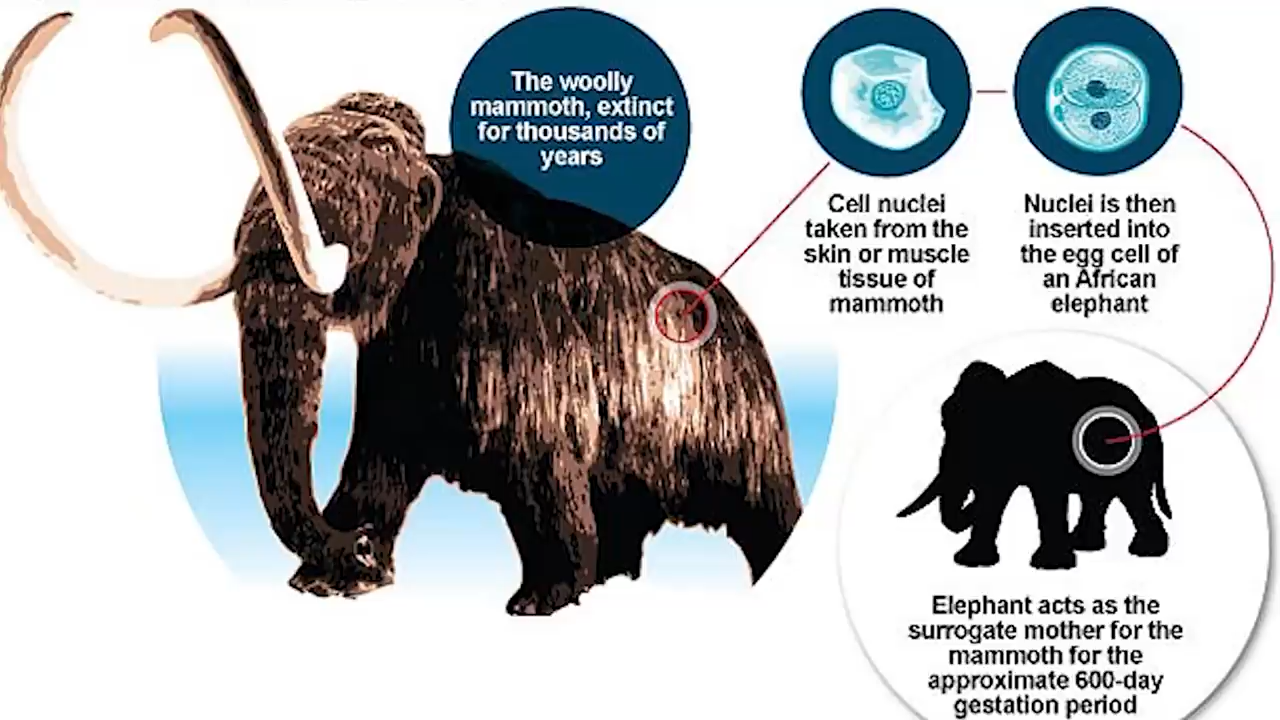 The woolly
mammoth, extinct
for thousands of
years
Cell nuclei
taken from the
skin or muscle
tissue of
mammoth
Nuclei is then
inserted into
the egg cell of
an African
elephant
Elephant acts as the
surrogate mother for the
mammoth for the
approximate 600-day
gestation period